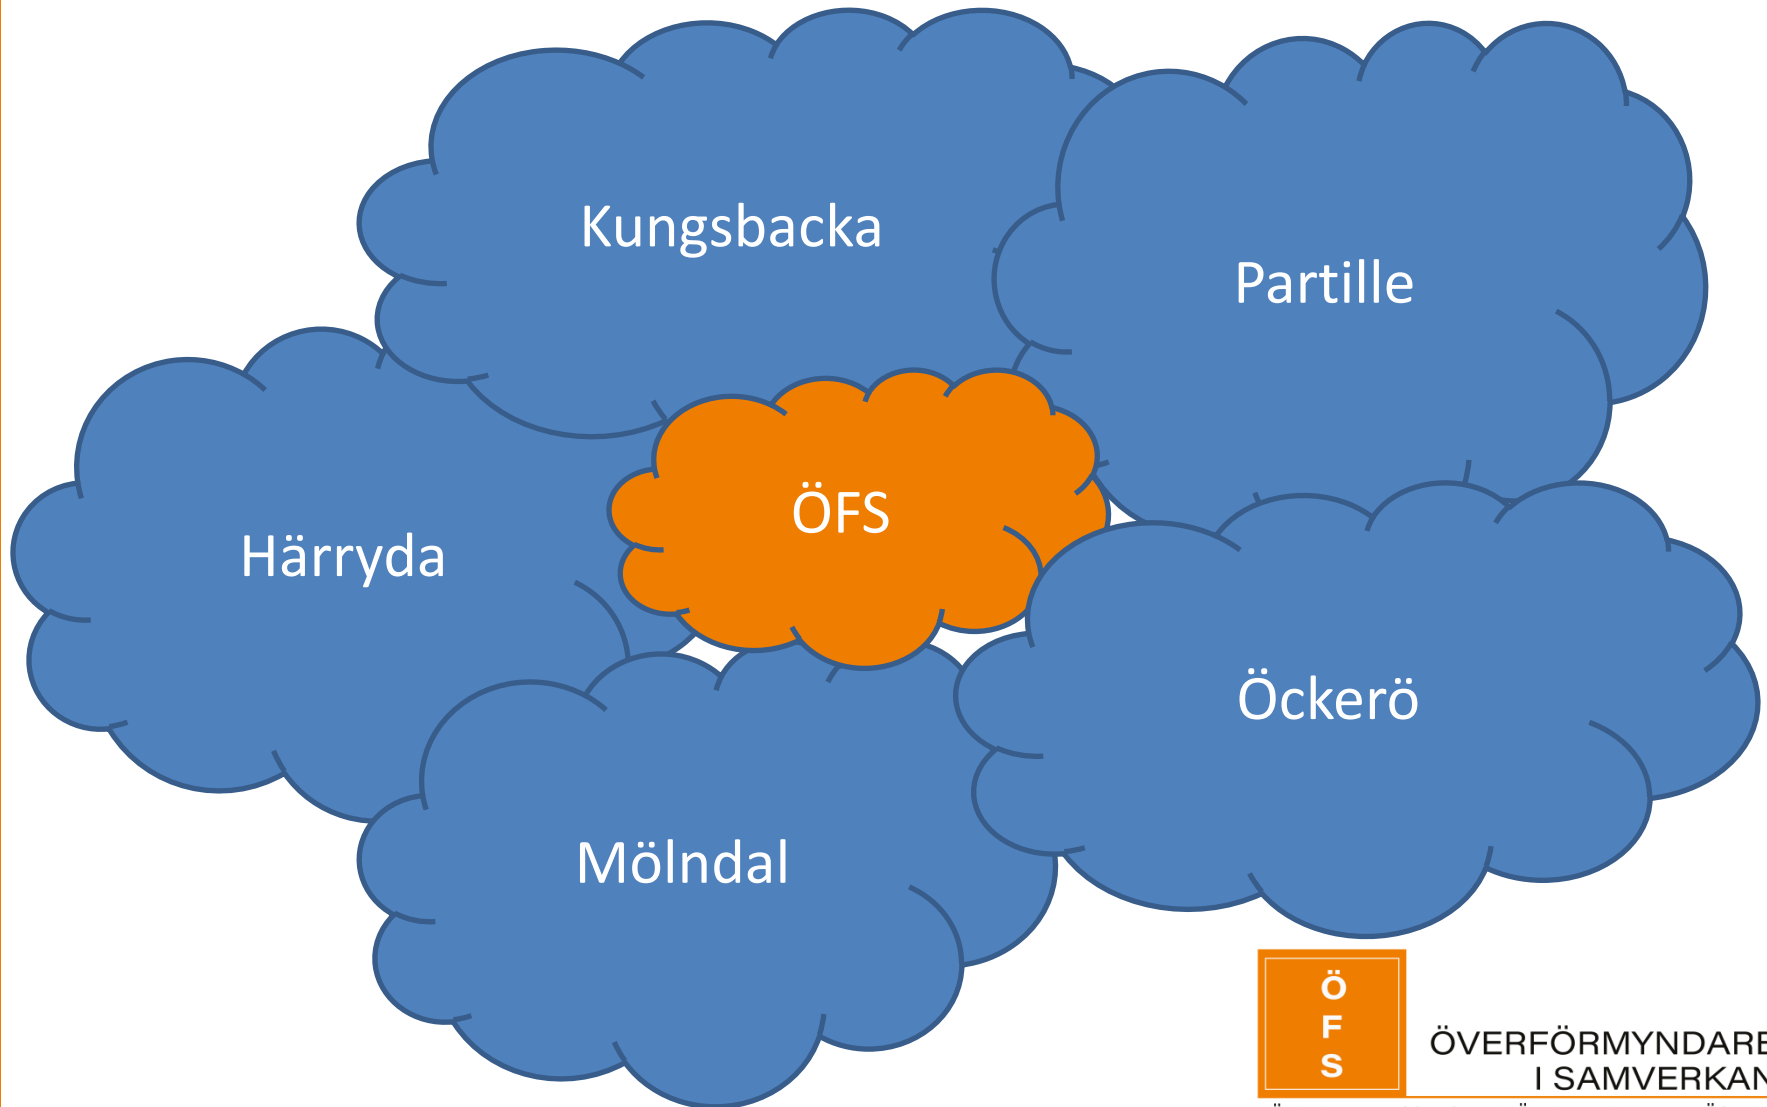 Kungsbacka
Partille
ÖFS
Härryda
Öckerö
Mölndal
Ö
F
S
ÖVERFÖRMYNDARE
I SAMVERKAN